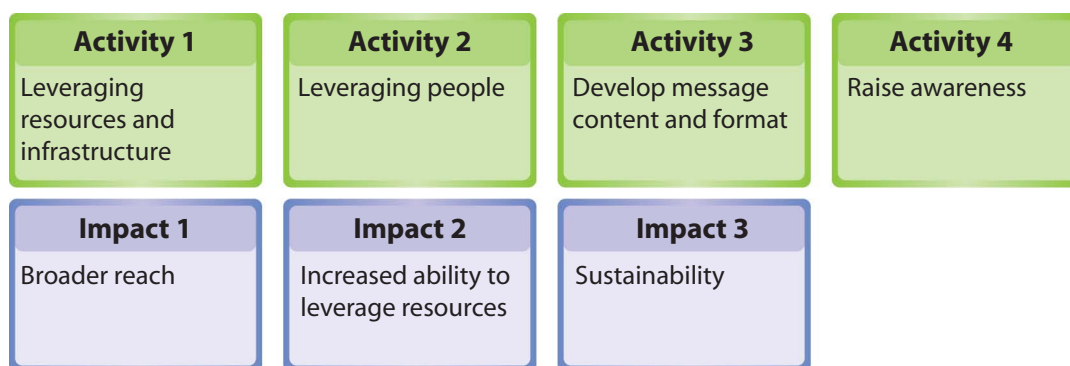 Activity 1
Leveraging
resources and
infrastructure
Activity 2
Leveraging people
Activity 3
Develop message
content and format
Activity 4
Raise awareness
Impact 1
Broader reach
Impact 2
Increased ability to
leverage resources
Impact 3
Sustainability